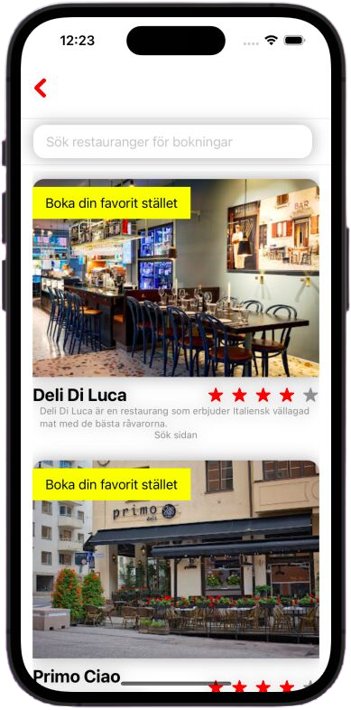 12:23
Sök restauranger för bokningar
Boka din favorit stället
BAR
Deli Di Luca
Deli Di Luca är en restaurang som erbjuder Italiensk vällagad
mat med de bästa råvarorna.
Sök sidan
Boka din favorit stället
primo
deli
Primo Ciao